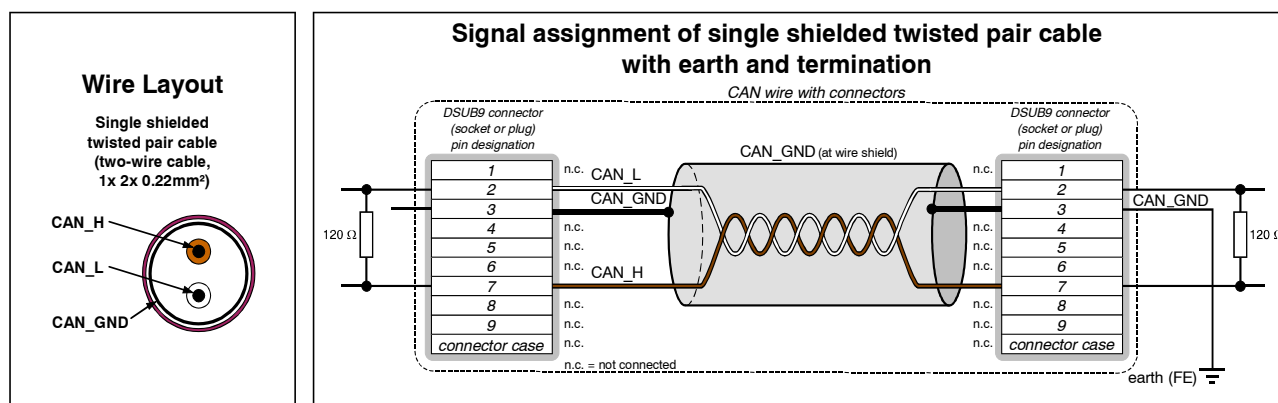 Wire Layout
Single shielded
twisted pair cable
(two-wire cable,
1x 2x 0.22mm²)
CAN_H
CAN_L
CAN_GND
Signal assignment of single shielded twisted pair cable
with earth and termination
CAN wire with connectors
DSUB9 connector
(socket or plug)
pin designation
1
2
3
4
5
6
7
8
9
connector case
120 Ω
n.c.
n.c.
n.c.
n.c.
n.c.
n.c.
n.c.
n.c. = not connected
CAN_L
CAN_GND
CAN_H
CAN_GND (at wire shield)
n.c.
n.c.
n.c.
n.c.
n.c.
n.c.
n.c.
DSUB9 connector
(socket or plug)
pin designation
1
2
3
4
5
6
7
8
9
connector case
CAN_GND
120 Ω
earth (FE)